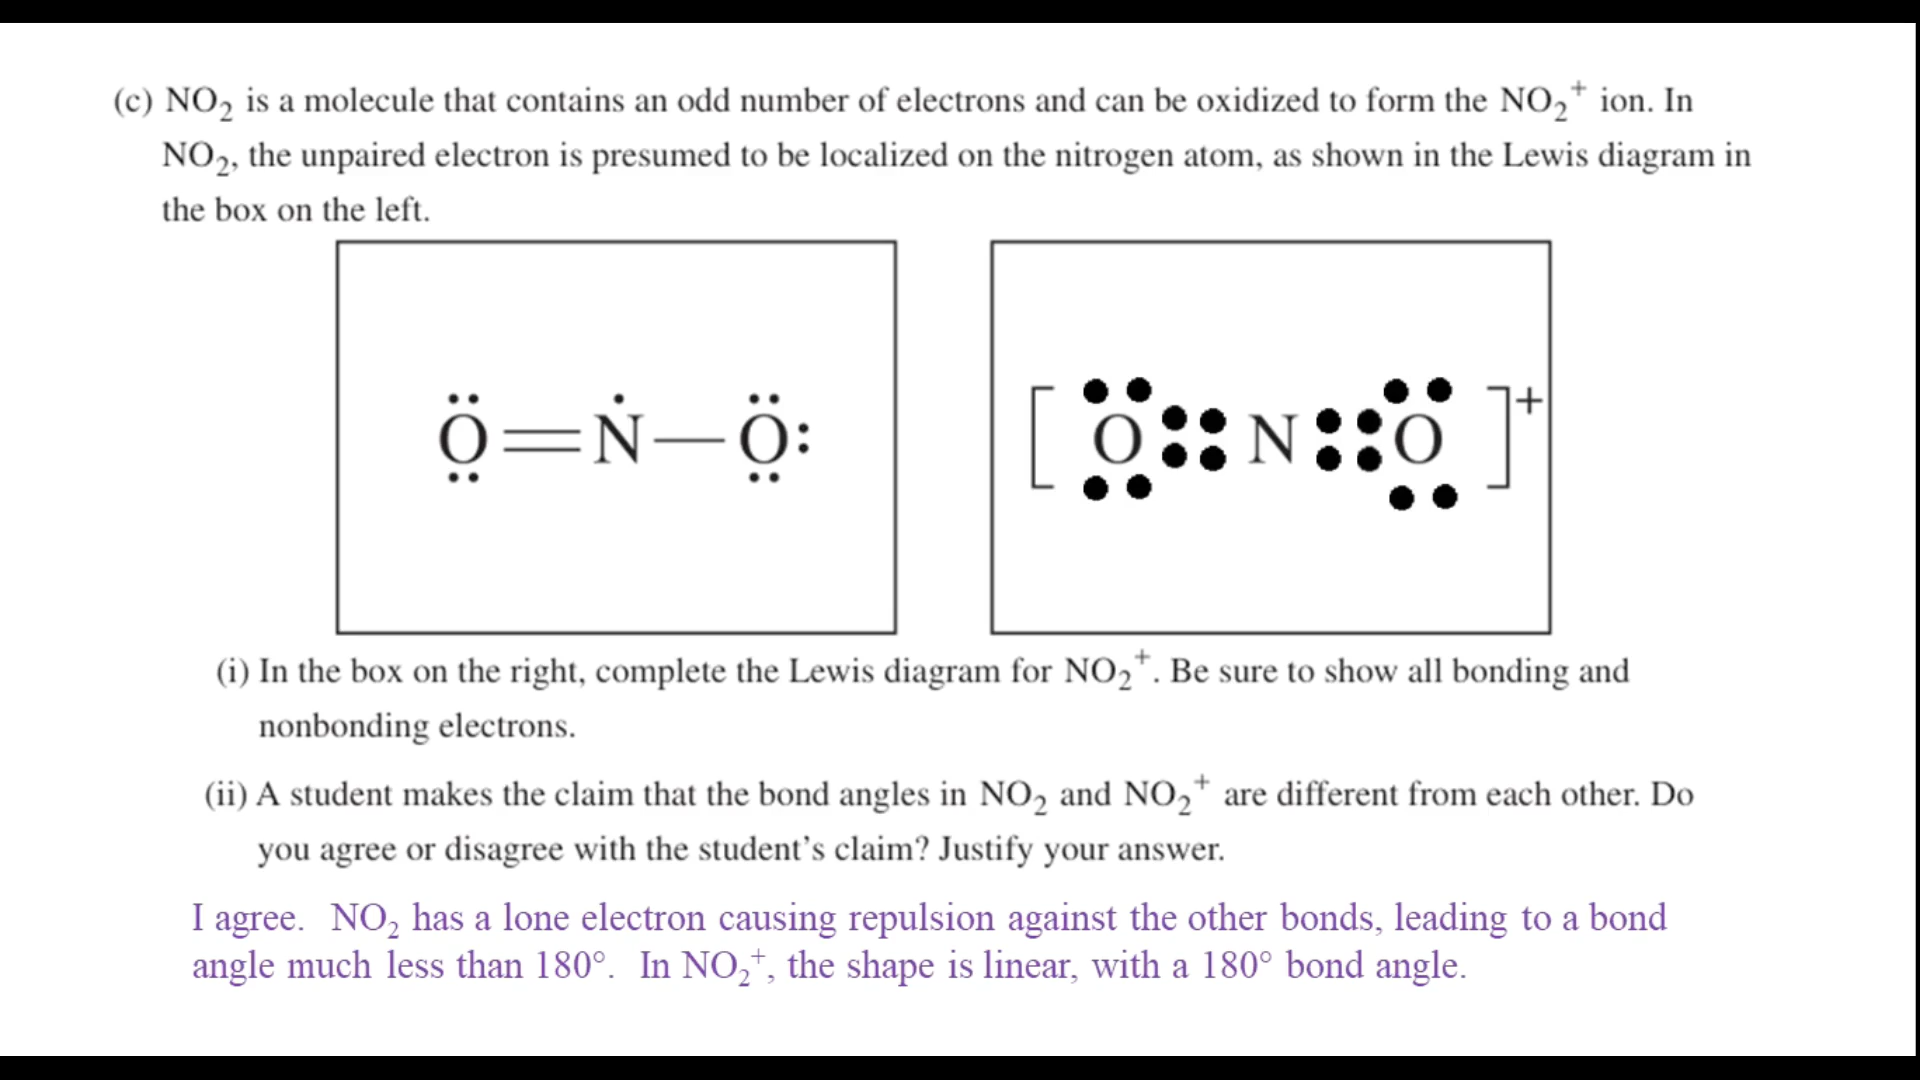 (c) NO₂ is a molecule that contains an odd number of electrons and can be oxidized to form the NO₂⁺ ion. In
NO₂, the unpaired electron is presumed to be localized on the nitrogen atom, as shown in the Lewis diagram in
the box on the left.
O=N—O:
[ O::N::O ]⁺
(i) In the box on the right, complete the Lewis diagram for NO₂⁺. Be sure to show all bonding and
nonbonding electrons.
(ii) A student makes the claim that the bond angles in NO₂ and NO₂⁺ are different from each other. Do
you agree or disagree with the student’s claim? Justify your answer.
I agree. NO₂ has a lone electron causing repulsion against the other bonds, leading to a bond
angle much less than 180°. In NO₂⁺, the shape is linear, with a 180° bond angle.